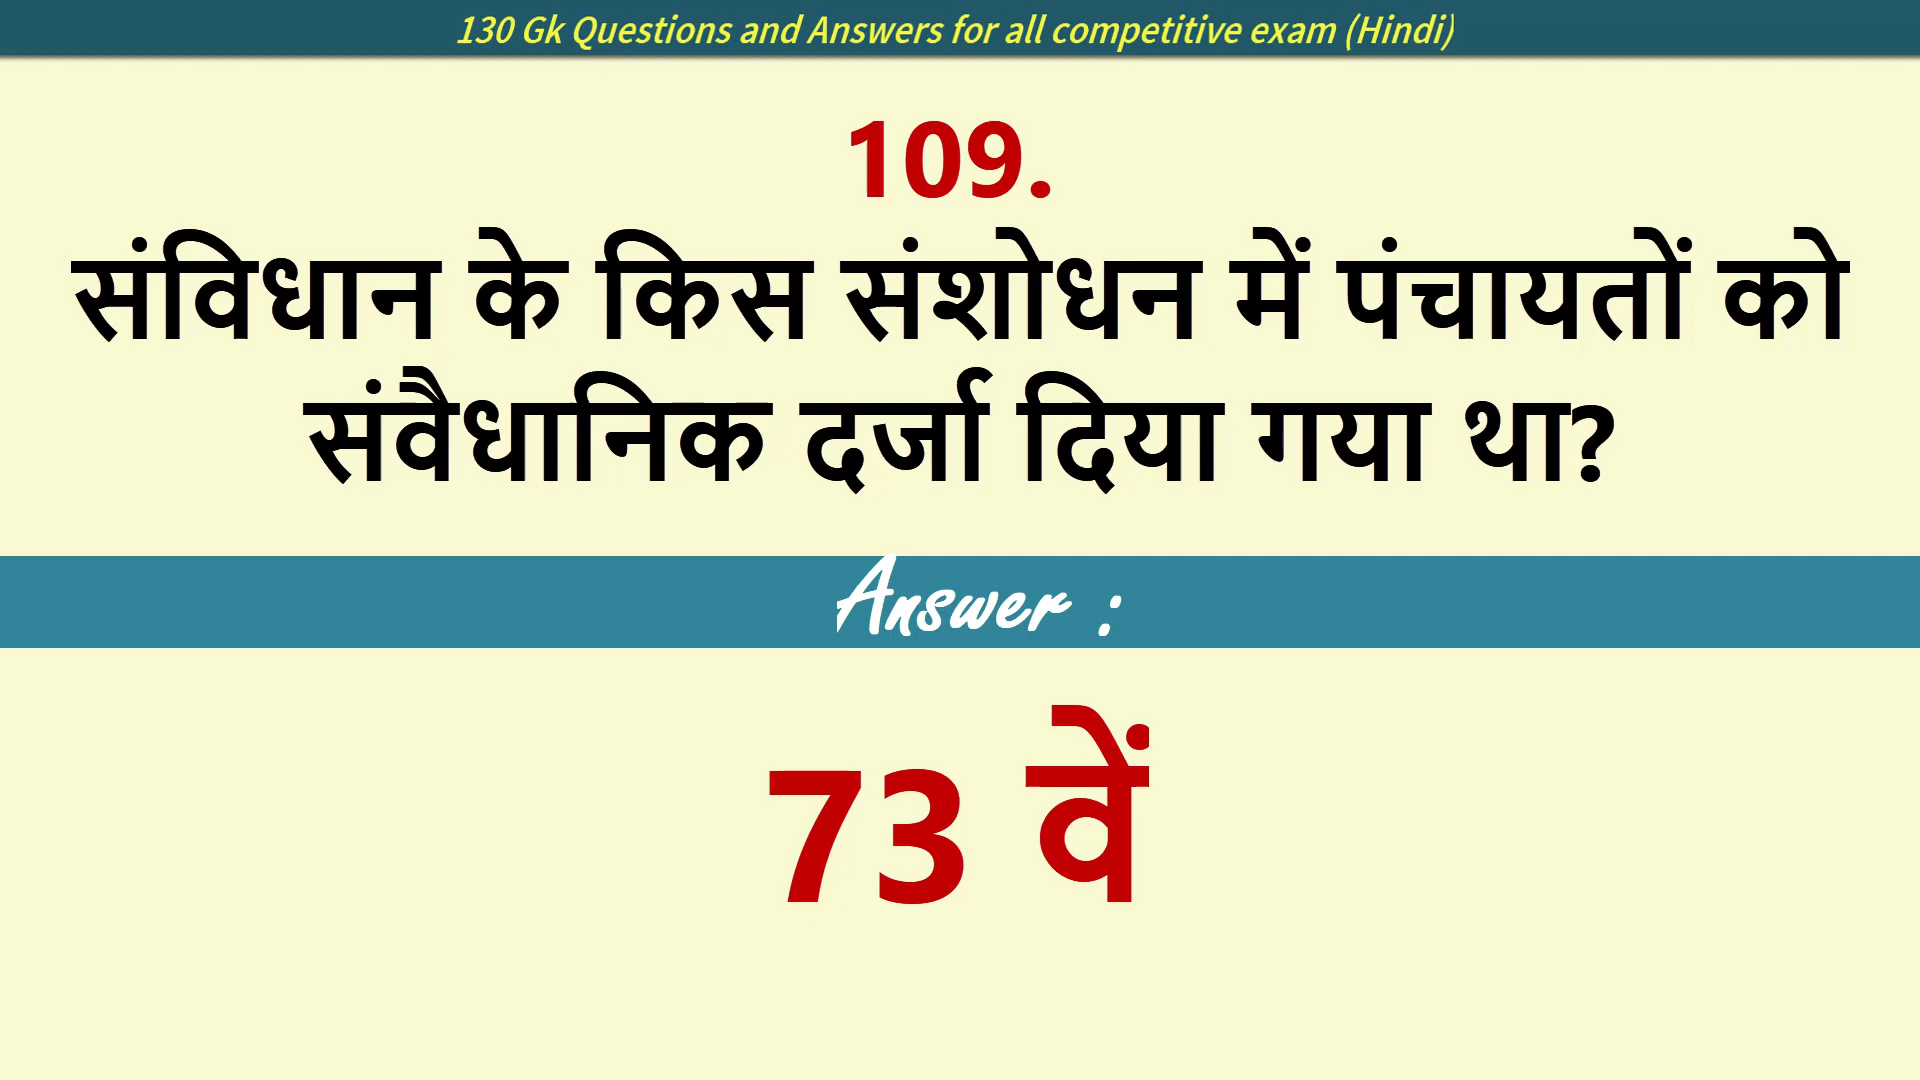 130 Gk Questions and Answers for all competitive exam (Hindi)
109.
संविधान के किस संशोधन में पंचायतों को
संवैधानिक दर्जा दिया गया था?
Answer :
73 वें